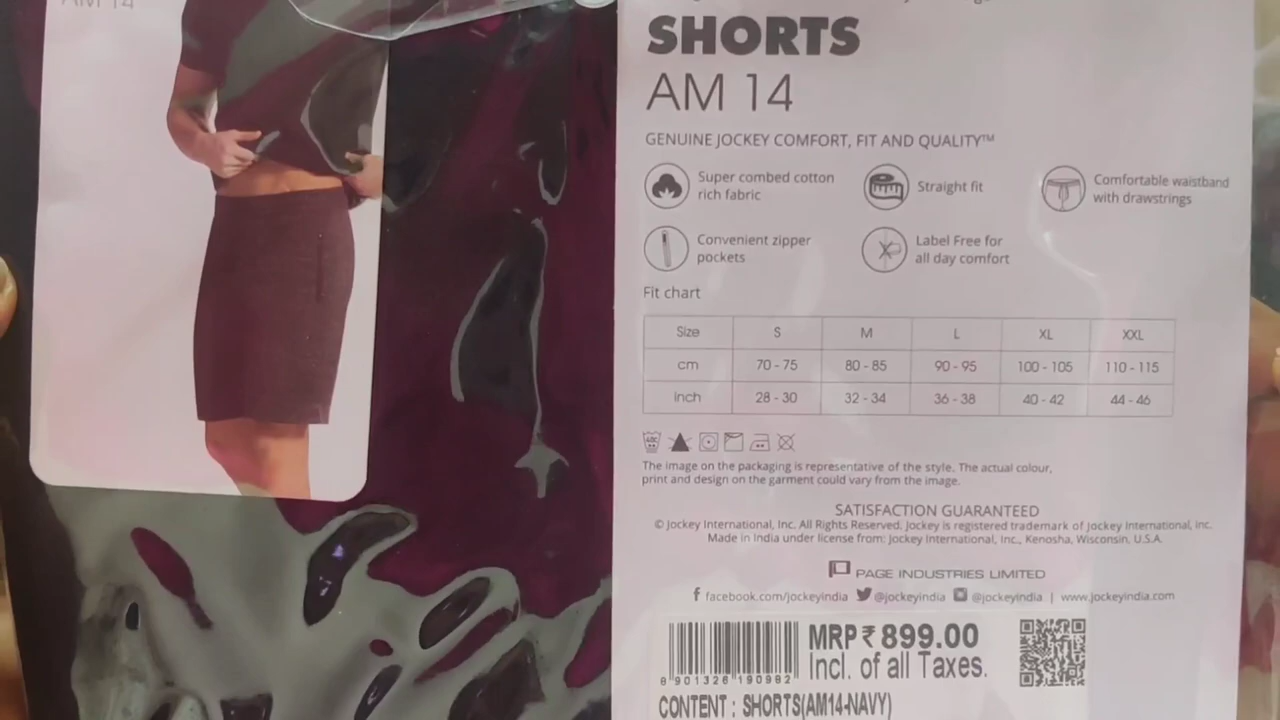 AM 14
SHORTS
AM 14
GENUINE JOCKEY COMFORT, FIT AND QUALITY™
Super combed cotton
rich fabric
Straight fit
Comfortable waistband
with drawstrings
Convenient zipper
pockets
Label Free for
all day comfort
Fit chart
Size S M L XL XXL
cm 70 - 75 80 - 85 90 - 95 100 - 105 110 - 115
inch 28 - 30 32 - 34 36 - 38 40 - 42 44 - 46
The image on the packaging is representative of the style. The actual colour,
print and design on the garment could vary from the image.
SATISFACTION GUARANTEED
© Jockey International, Inc. All Rights Reserved. Jockey is registered trademark of Jockey International, Inc.
Made in India under license from: Jockey International, Inc., Kenosha, Wisconsin, U.S.A.
PAGE INDUSTRIES LIMITED
facebook.com/jockeyindia @jockeyindia @jockeyindia | www.jockeyindia.com
MRP ₹ 899.00
Incl. of all Taxes.
8 901326 190982
CONTENT : SHORTS(AM14-NAVY)